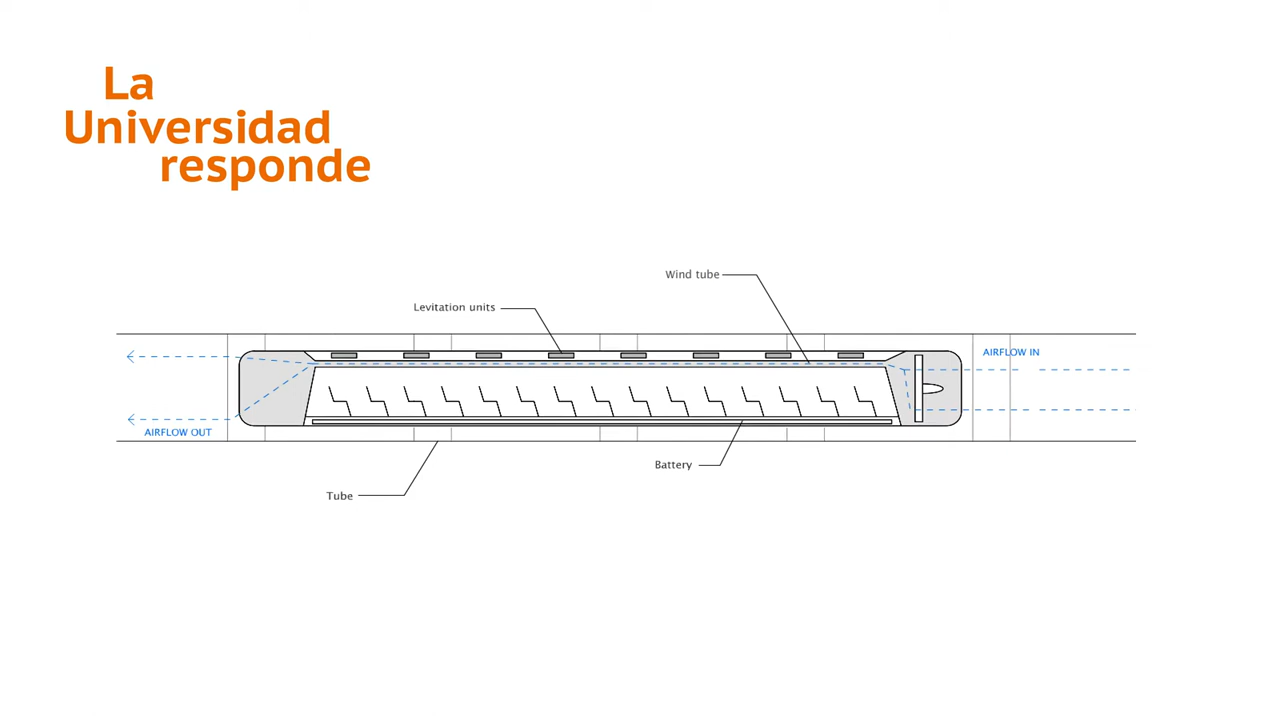 La
Universidad
responde
Wind tube
Levitation units
AIRFLOW IN
AIRFLOW OUT
Battery
Tube